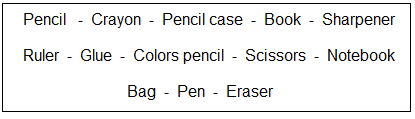 Pencil - Crayon - Pencil case - Book - Sharpener
Ruler - Glue - Colors pencil - Scissors - Notebook
Bag - Pen - Eraser